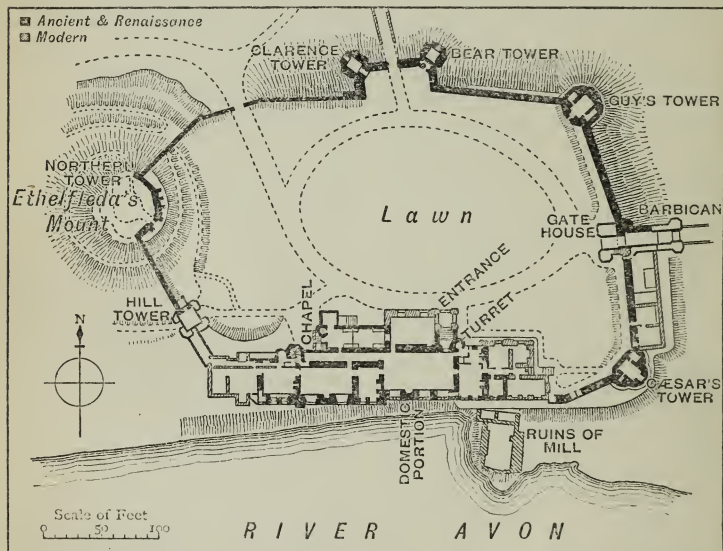 Ancient & Renaissance
Modern
CLARENCE
TOWER
BEAR TOWER
GUY'S TOWER
NORTHERN
TOWER
Ethelfleda's
Mount
Lawn
GATE
HOUSE
BARBICAN
HILL
TOWER
CHAPEL
ENTRANCE
TURRET
N
CÆSAR'S
TOWER
DOMESTIC
PORTION
RUINS OF
MILL
Scale of Feet
0 50 100
RIVER AVON